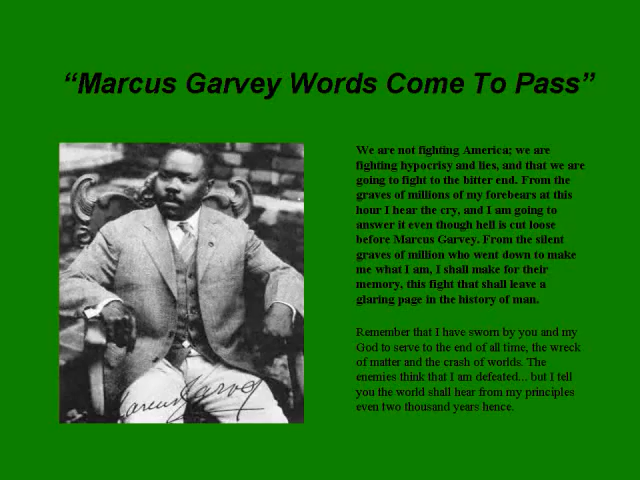 “Marcus Garvey Words Come To Pass”
We are not fighting America; we are
fighting hypocrisy and lies, and that we are
going to fight to the bitter end. From the
graves of millions of my forebears at this
hour I hear the cry, and I am going to
answer it even though hell is cut loose
before Marcus Garvey. From the silent
graves of million who went down to make
me what I am, I shall make for their
memory, this fight that shall leave a
glaring page in the history of man.
Remember that I have sworn by you and my
God to serve to the end of all time, the wreck
of matter and the crash of worlds. The
enemies think that I am defeated... but I tell
you the world shall hear from my principles
even two thousand years hence.
Marcus Garvey